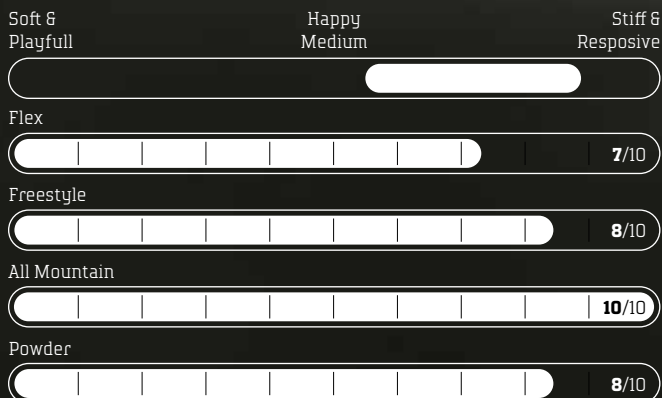 Soft &
Playfull
Happy
Medium
Stiff &
Resposive
Flex
7/10
Freestyle
8/10
All Mountain
10/10
Powder
8/10